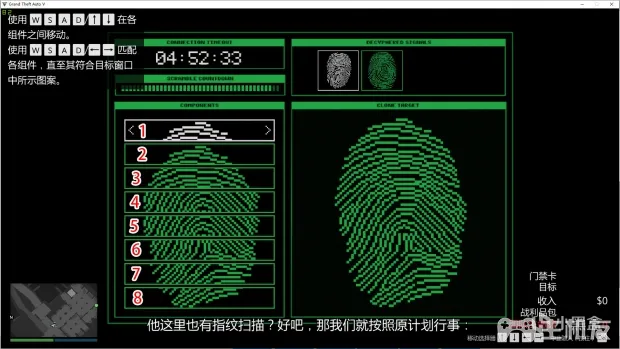 Grand Theft Auto V
82
使用 W S A D / ↑ ↓ 在各
组件之间移动。
使用 W S A D / ← → 匹配
各组件，直至其符合目标窗口
中所示图案。
CONNECTION TIMEOUT
04:52:33
SCRAMBLE COUNTDOWN
DECYPHERED SIGNALS
COMPONENTS
CLONE TARGET
1
2
3
4
5
6
7
8
门禁卡
目标
收入 $0
战利品包
他这里也有指纹扫描？好吧，那我们就按照原计划行事：